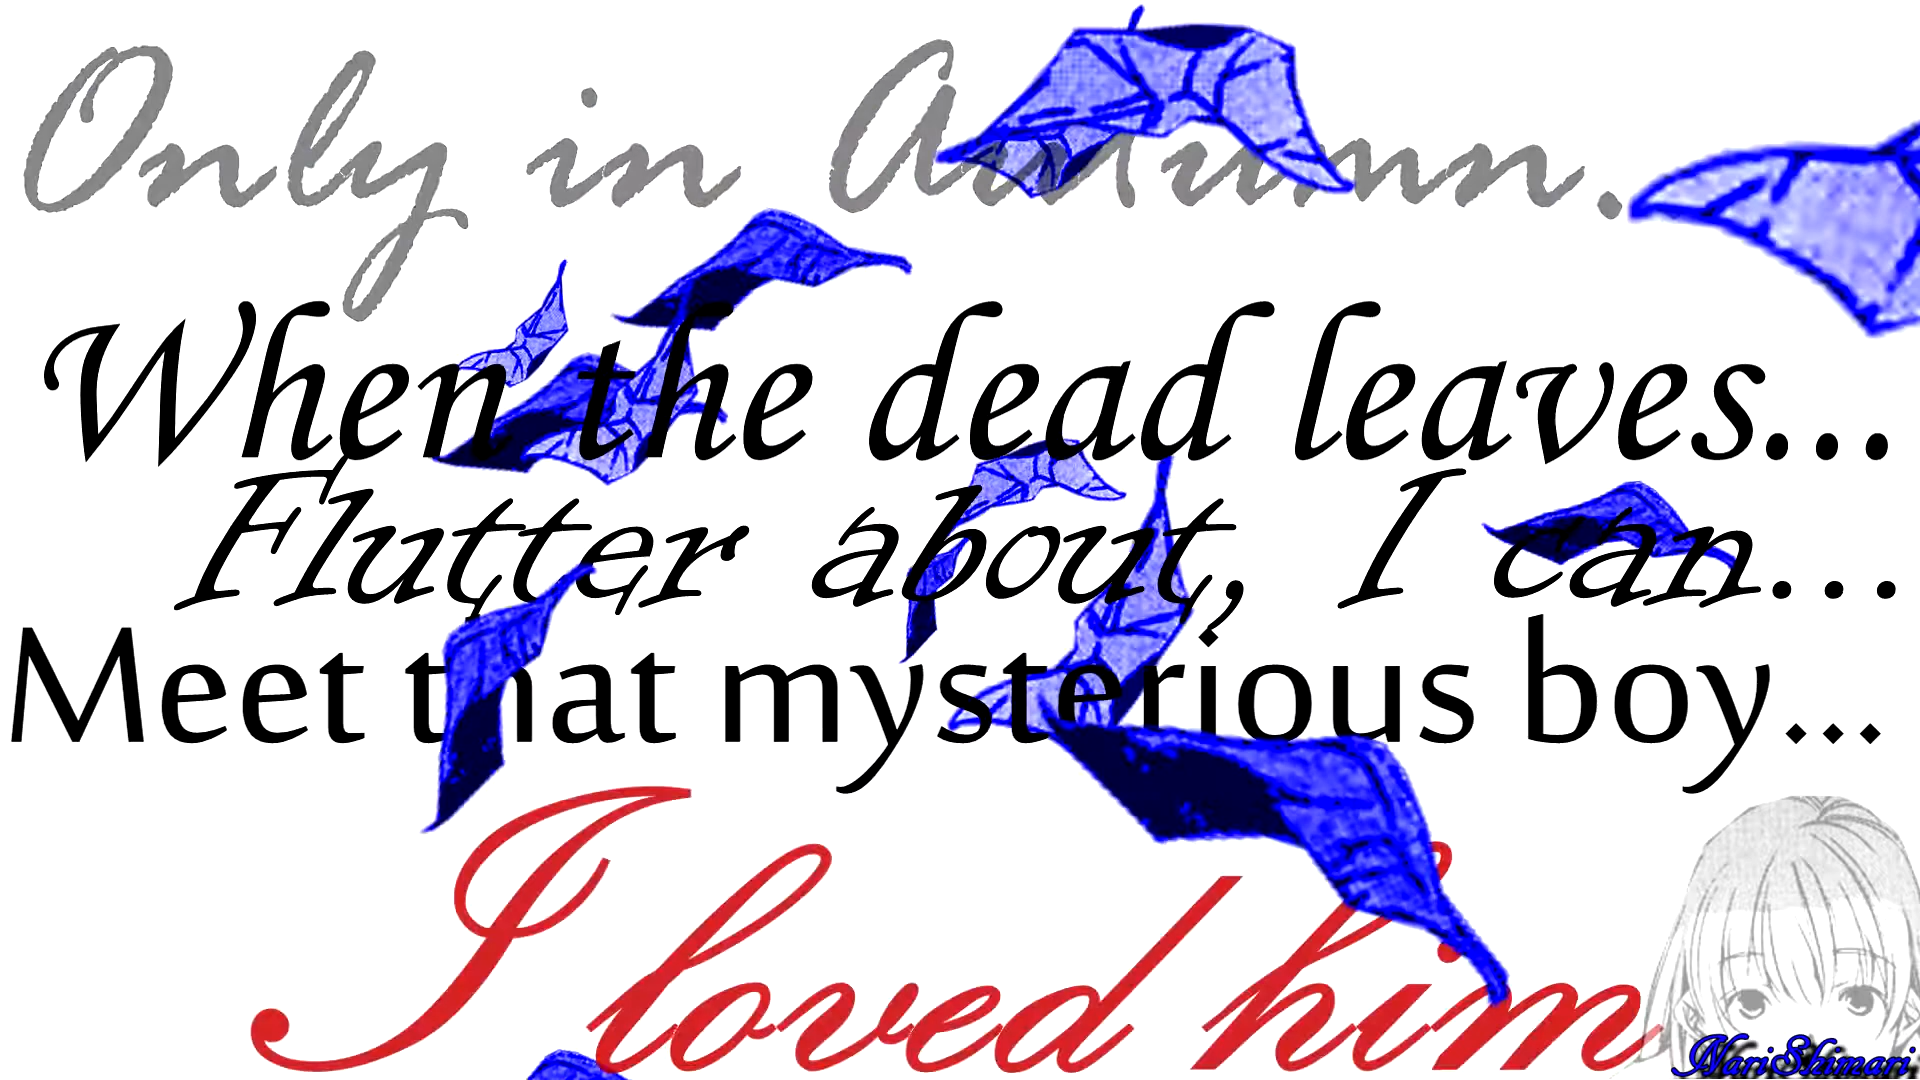 Only in Autumn.
When the dead leaves...
Flutter about, I can...
Meet that mysterious boy...
I loved him
NariShimari